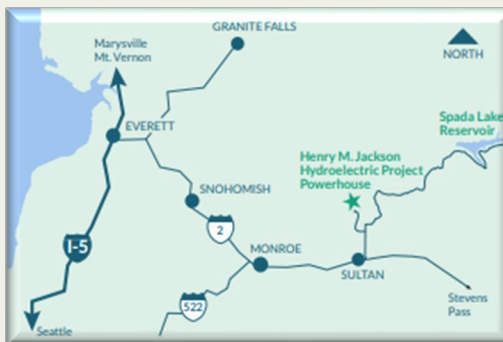 GRANITE FALLS
Marysville
Mt. Vernon
NORTH
EVERETT
Spada Lake
Reservoir
Henry M. Jackson
Hydroelectric Project
Powerhouse
SNOHOMISH
2
I-5
MONROE
SULTAN
522
Stevens
Pass
Seattle